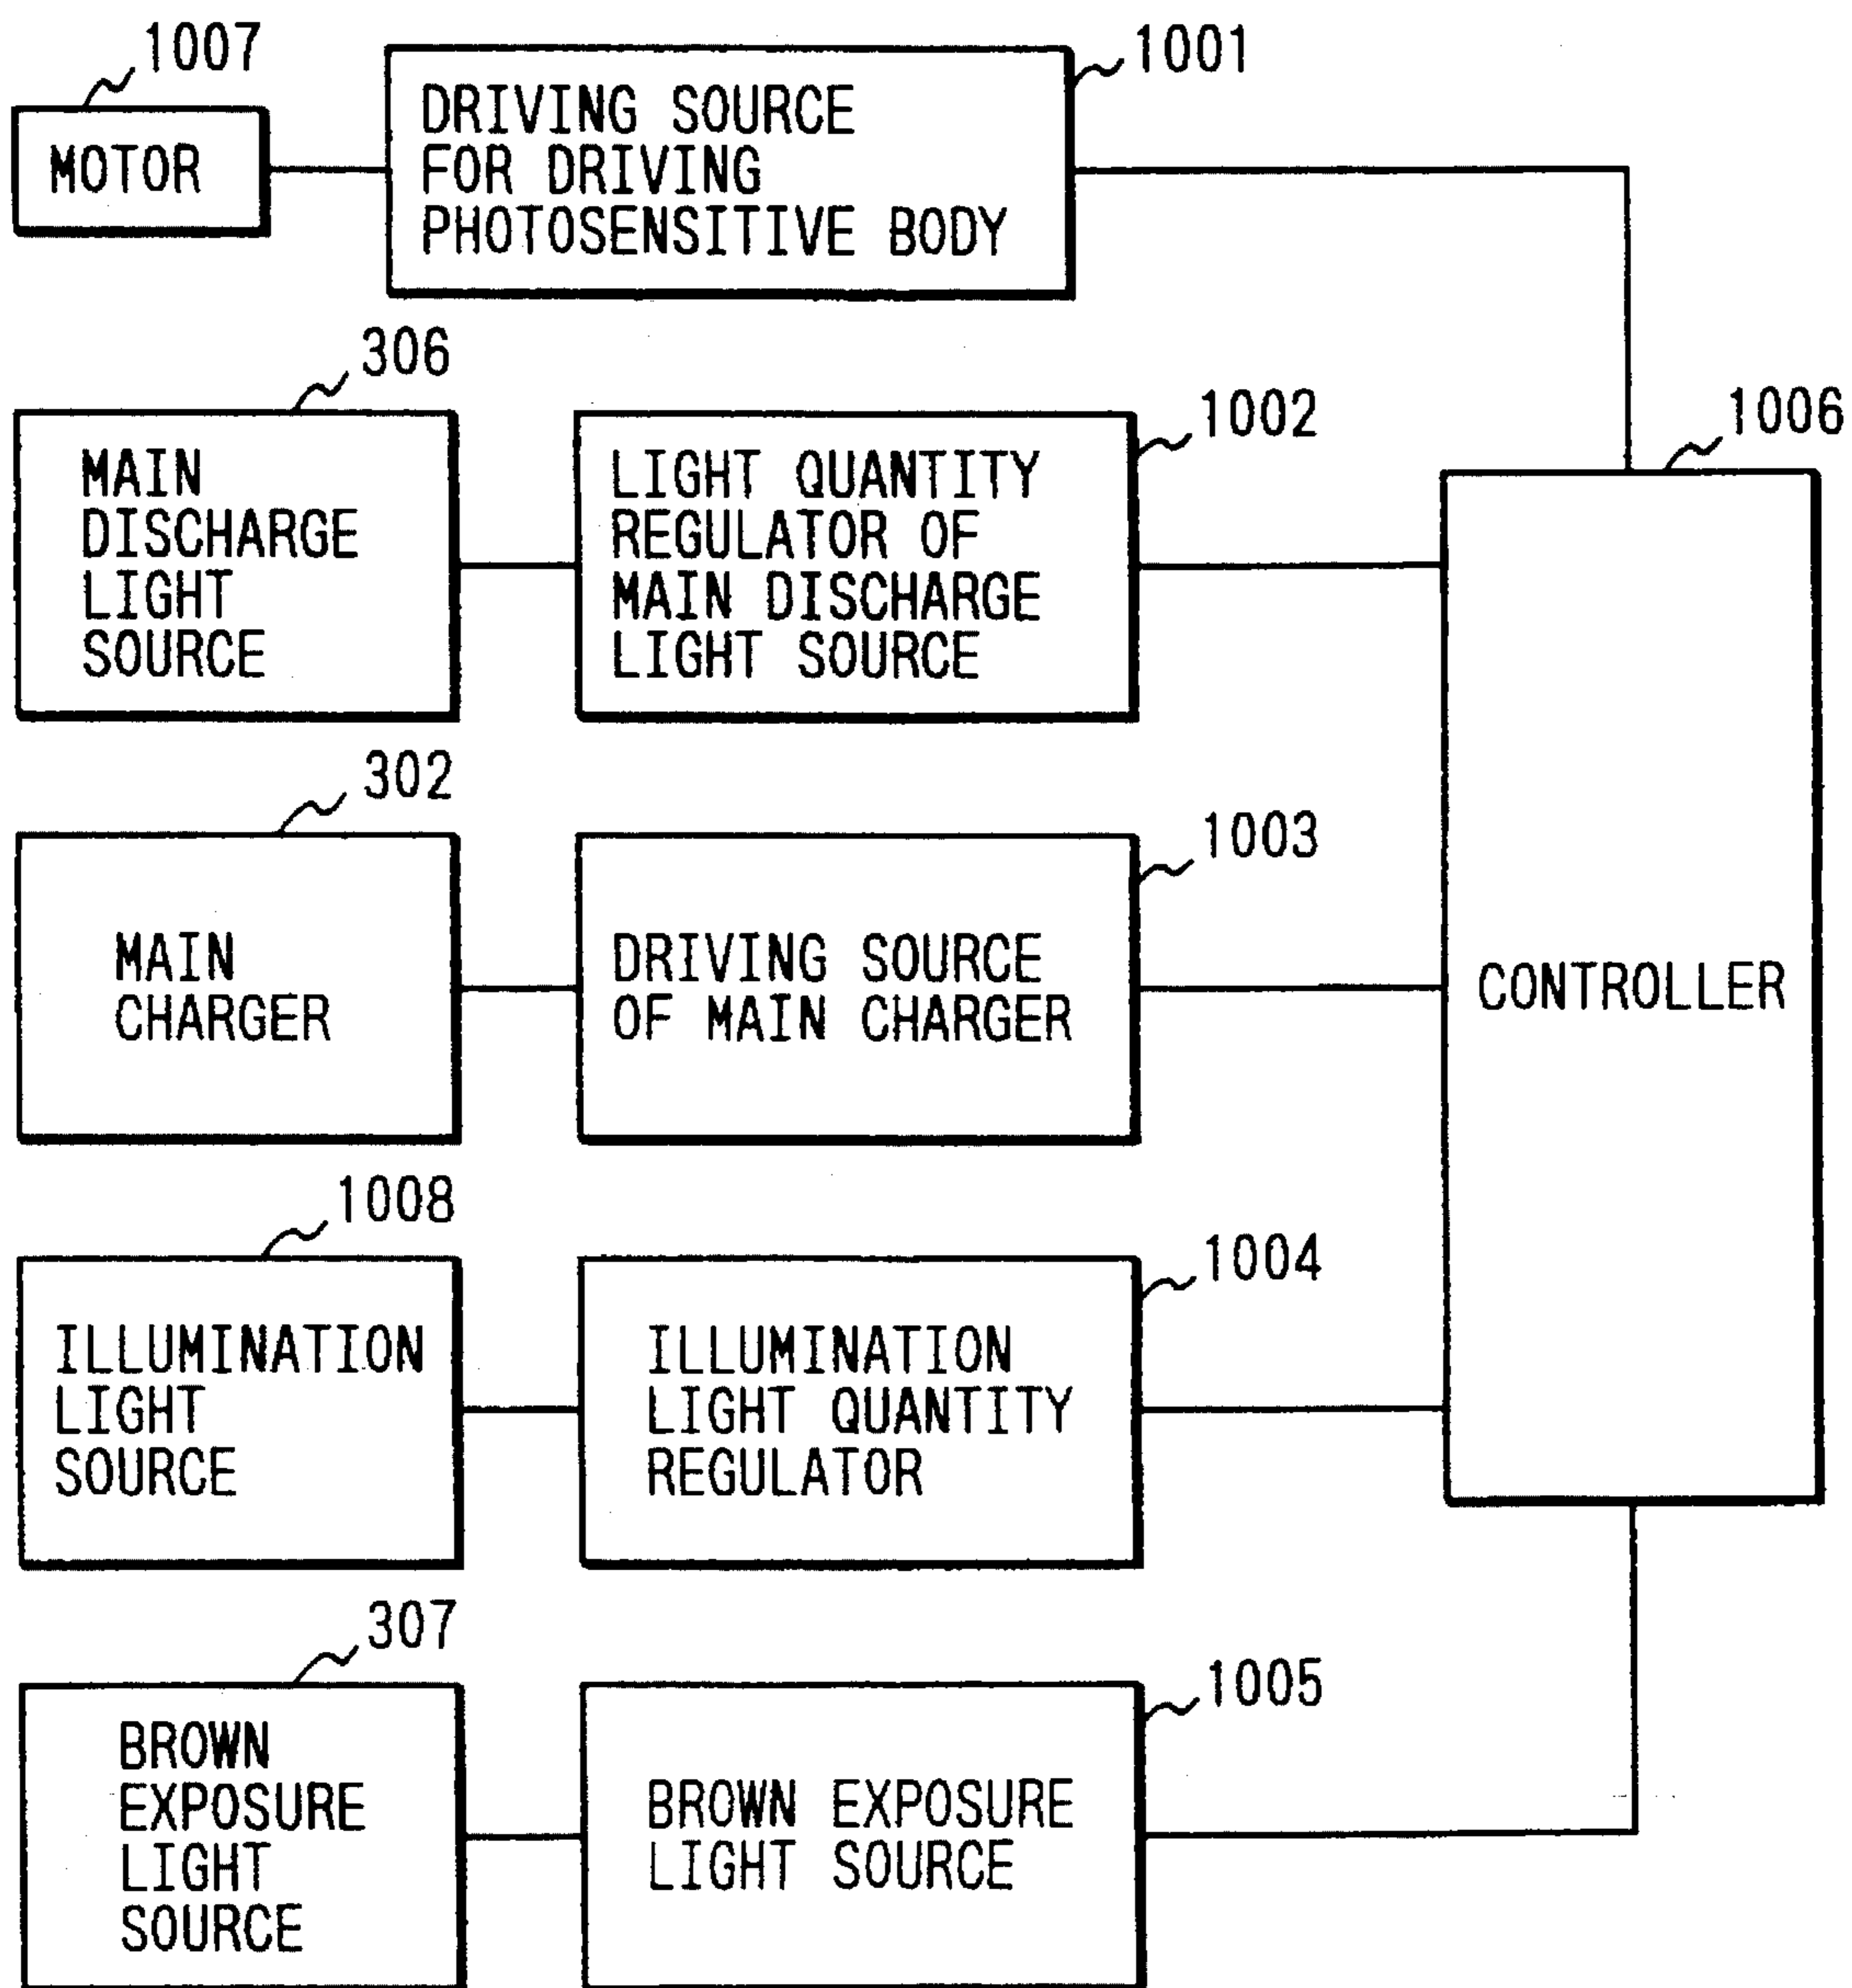 1007
MOTOR
1001
DRIVING SOURCE
FOR DRIVING
PHOTOSENSITIVE BODY
306
MAIN
DISCHARGE
LIGHT
SOURCE
1002
LIGHT QUANTITY
REGULATOR OF
MAIN DISCHARGE
LIGHT SOURCE
1006
CONTROLLER
302
MAIN
CHARGER
1003
DRIVING SOURCE
OF MAIN CHARGER
1008
ILLUMINATION
LIGHT
SOURCE
1004
ILLUMINATION
LIGHT QUANTITY
REGULATOR
307
BROWN
EXPOSURE
LIGHT
SOURCE
1005
BROWN EXPOSURE
LIGHT SOURCE